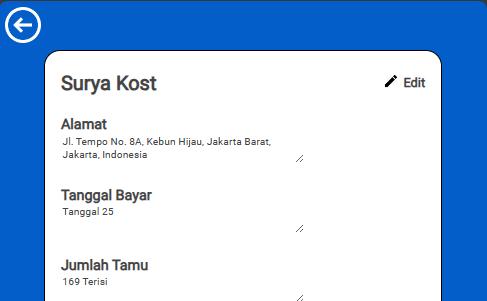 Surya Kost
Edit
Alamat
Jl. Tempo No. 8A, Kebun Hijau, Jakarta Barat,
Jakarta, Indonesia
Tanggal Bayar
Tanggal 25
Jumlah Tamu
169 Terisi